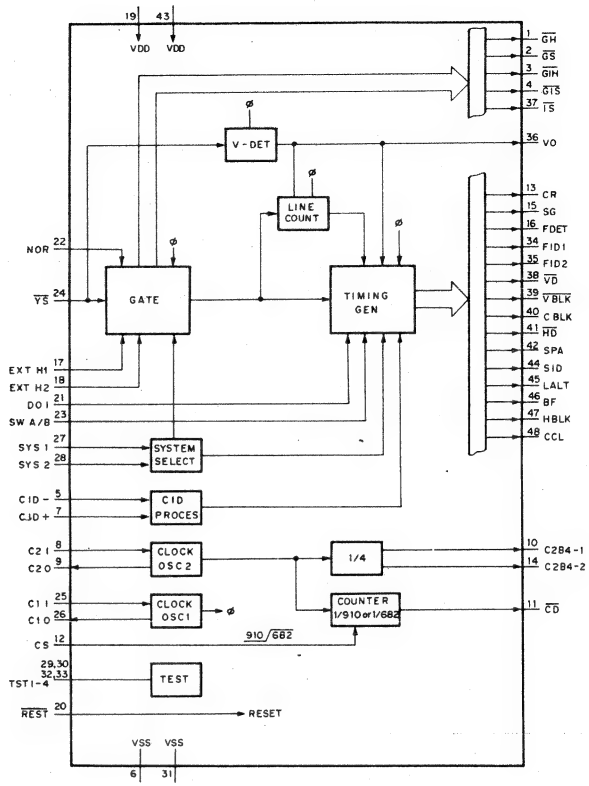 19 43
VDD VDD
1 GH
2 GS
3 GIH
4 GIS
37 IS
ø
V-DET
36 VO
ø
LINE COUNT
13 CR
15 SG
16 FDET
34 FID1
35 FID2
38 VD
39 VBLK
40 CBLK
41 HD
42 SPA
44 SID
45 LALT
46 BF
47 HBLK
48 CCL
NOR 22
ø
ø
YS 24
GATE
TIMING GEN
EXT H1 17
EXT H2 18
DO1 21
SW A/B 23
SYS 1 27
SYS 2 28
SYSTEM SELECT
CID- 5
CID+ 7
CID PROCES
C21 8
C20 9
CLOCK OSC2
1/4
10 C2B4-1
14 C2B4-2
C11 25
C10 26
CLOCK OSC1
ø
COUNTER 1/910 or 1/682
11 CD
CS 12
910/682
29,30
32,33
TST1-4
TEST
REST 20
RESET
VSS VSS
6 31